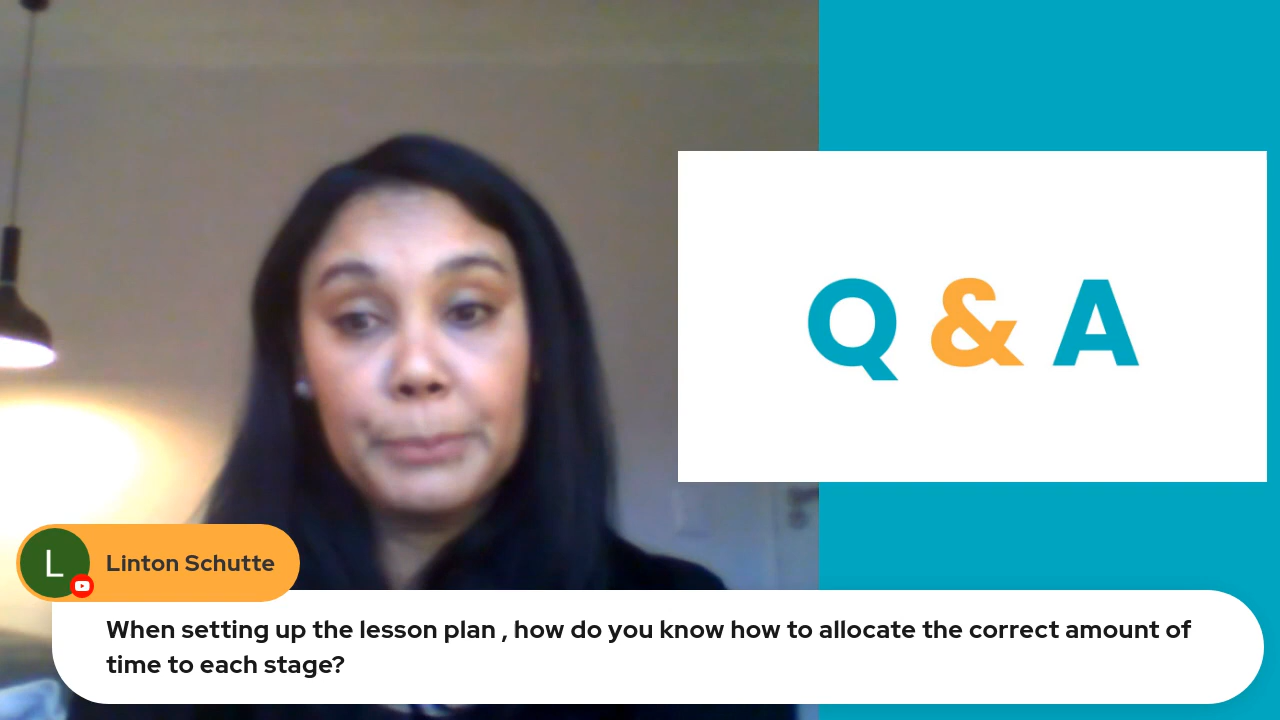 Q & A
L
Linton Schutte
When setting up the lesson plan , how do you know how to allocate the correct amount of
time to each stage?